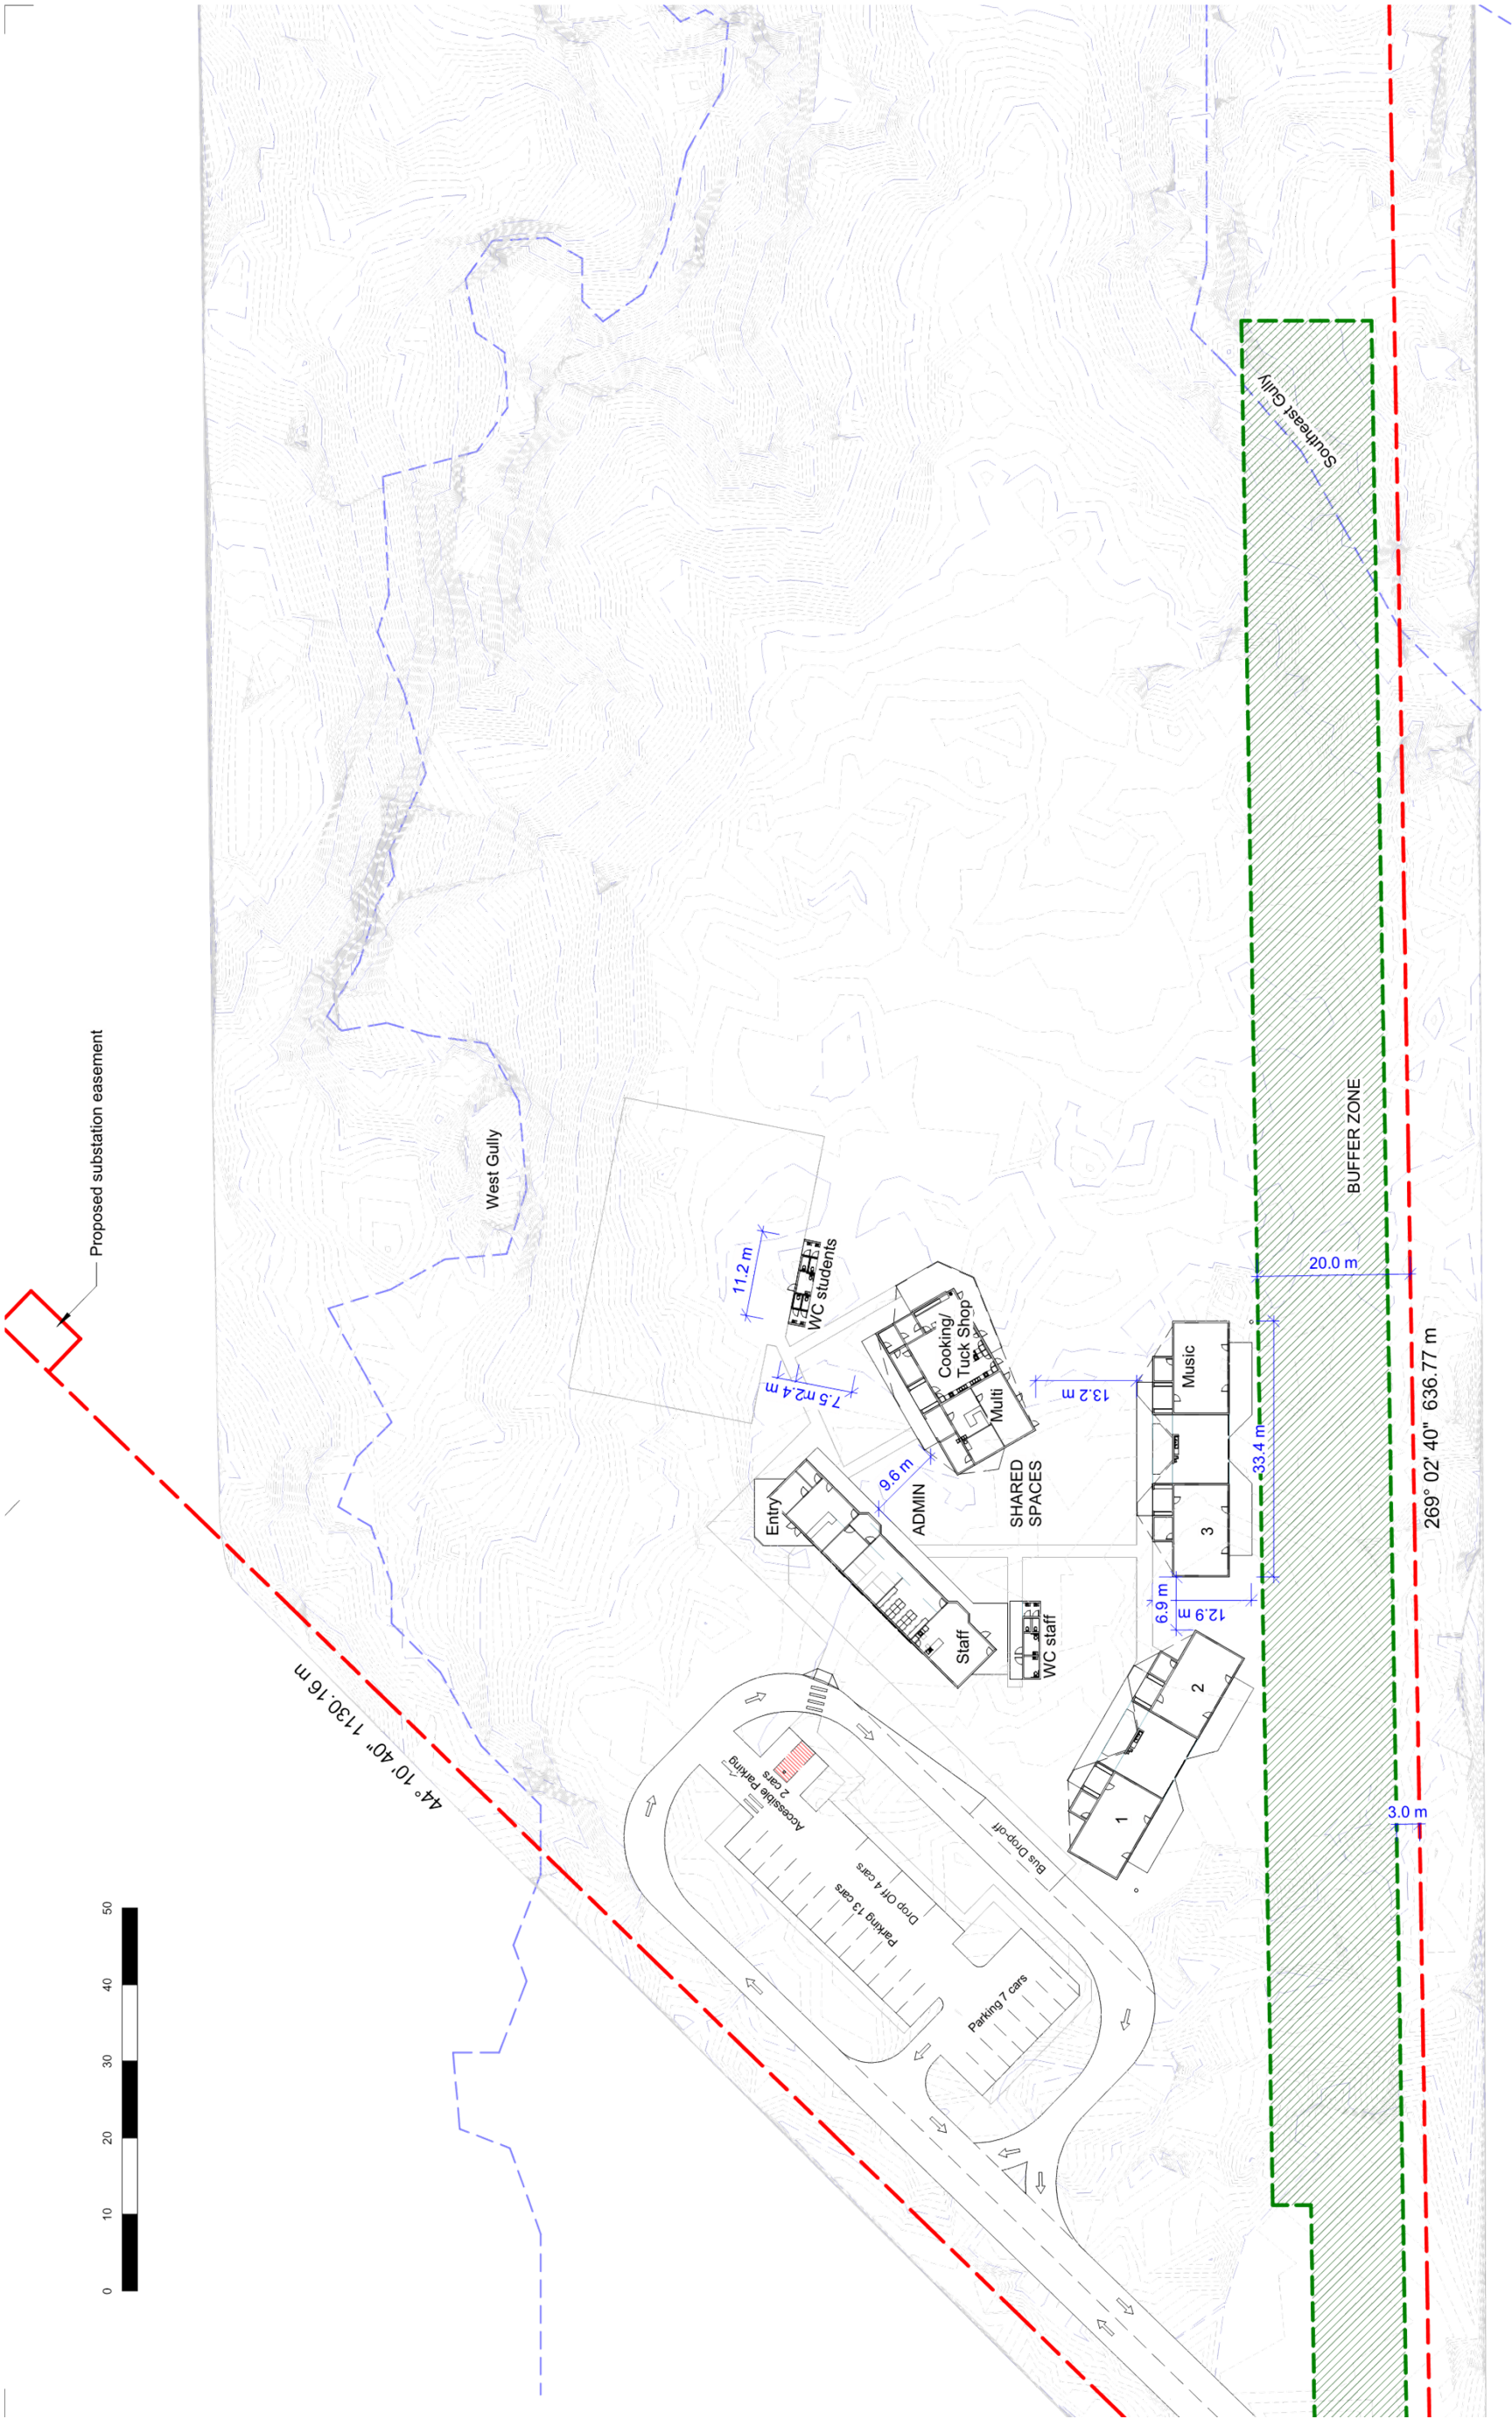 Proposed substation easement
West Gully
Southeast Gully
BUFFER ZONE
11.2 m
WC students
7.5 m
2.4 m
Cooking/
Tuck Shop
Multi
13.2 m
20.0 m
Music
33.4 m
3
269° 02' 40" 636.77 m
9.6 m
ADMIN
SHARED
SPACES
Entry
Staff
WC staff
6.9 m
12.9 m
2
1
3.0 m
44° 10' 40" 1130.16 m
Accessible Parking
2 cars
Bus Drop-off
Drop Off 4 cars
Parking 13 cars
Parking 7 cars
0 10 20 30 40 50